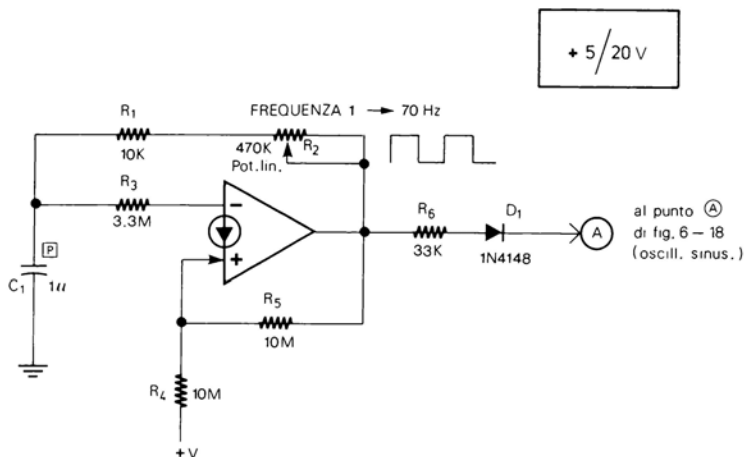 + 5/20 V
R1
10K
FREQUENZA 1 → 70 Hz
470K
R2
Pot.lin.
R3
3.3M
−
+
R6
33K
D1
1N4148
A
al punto Ⓐ
di fig. 6 – 18
(oscill. sinus.)
P
C1
1u
R5
10M
R4
10M
+V